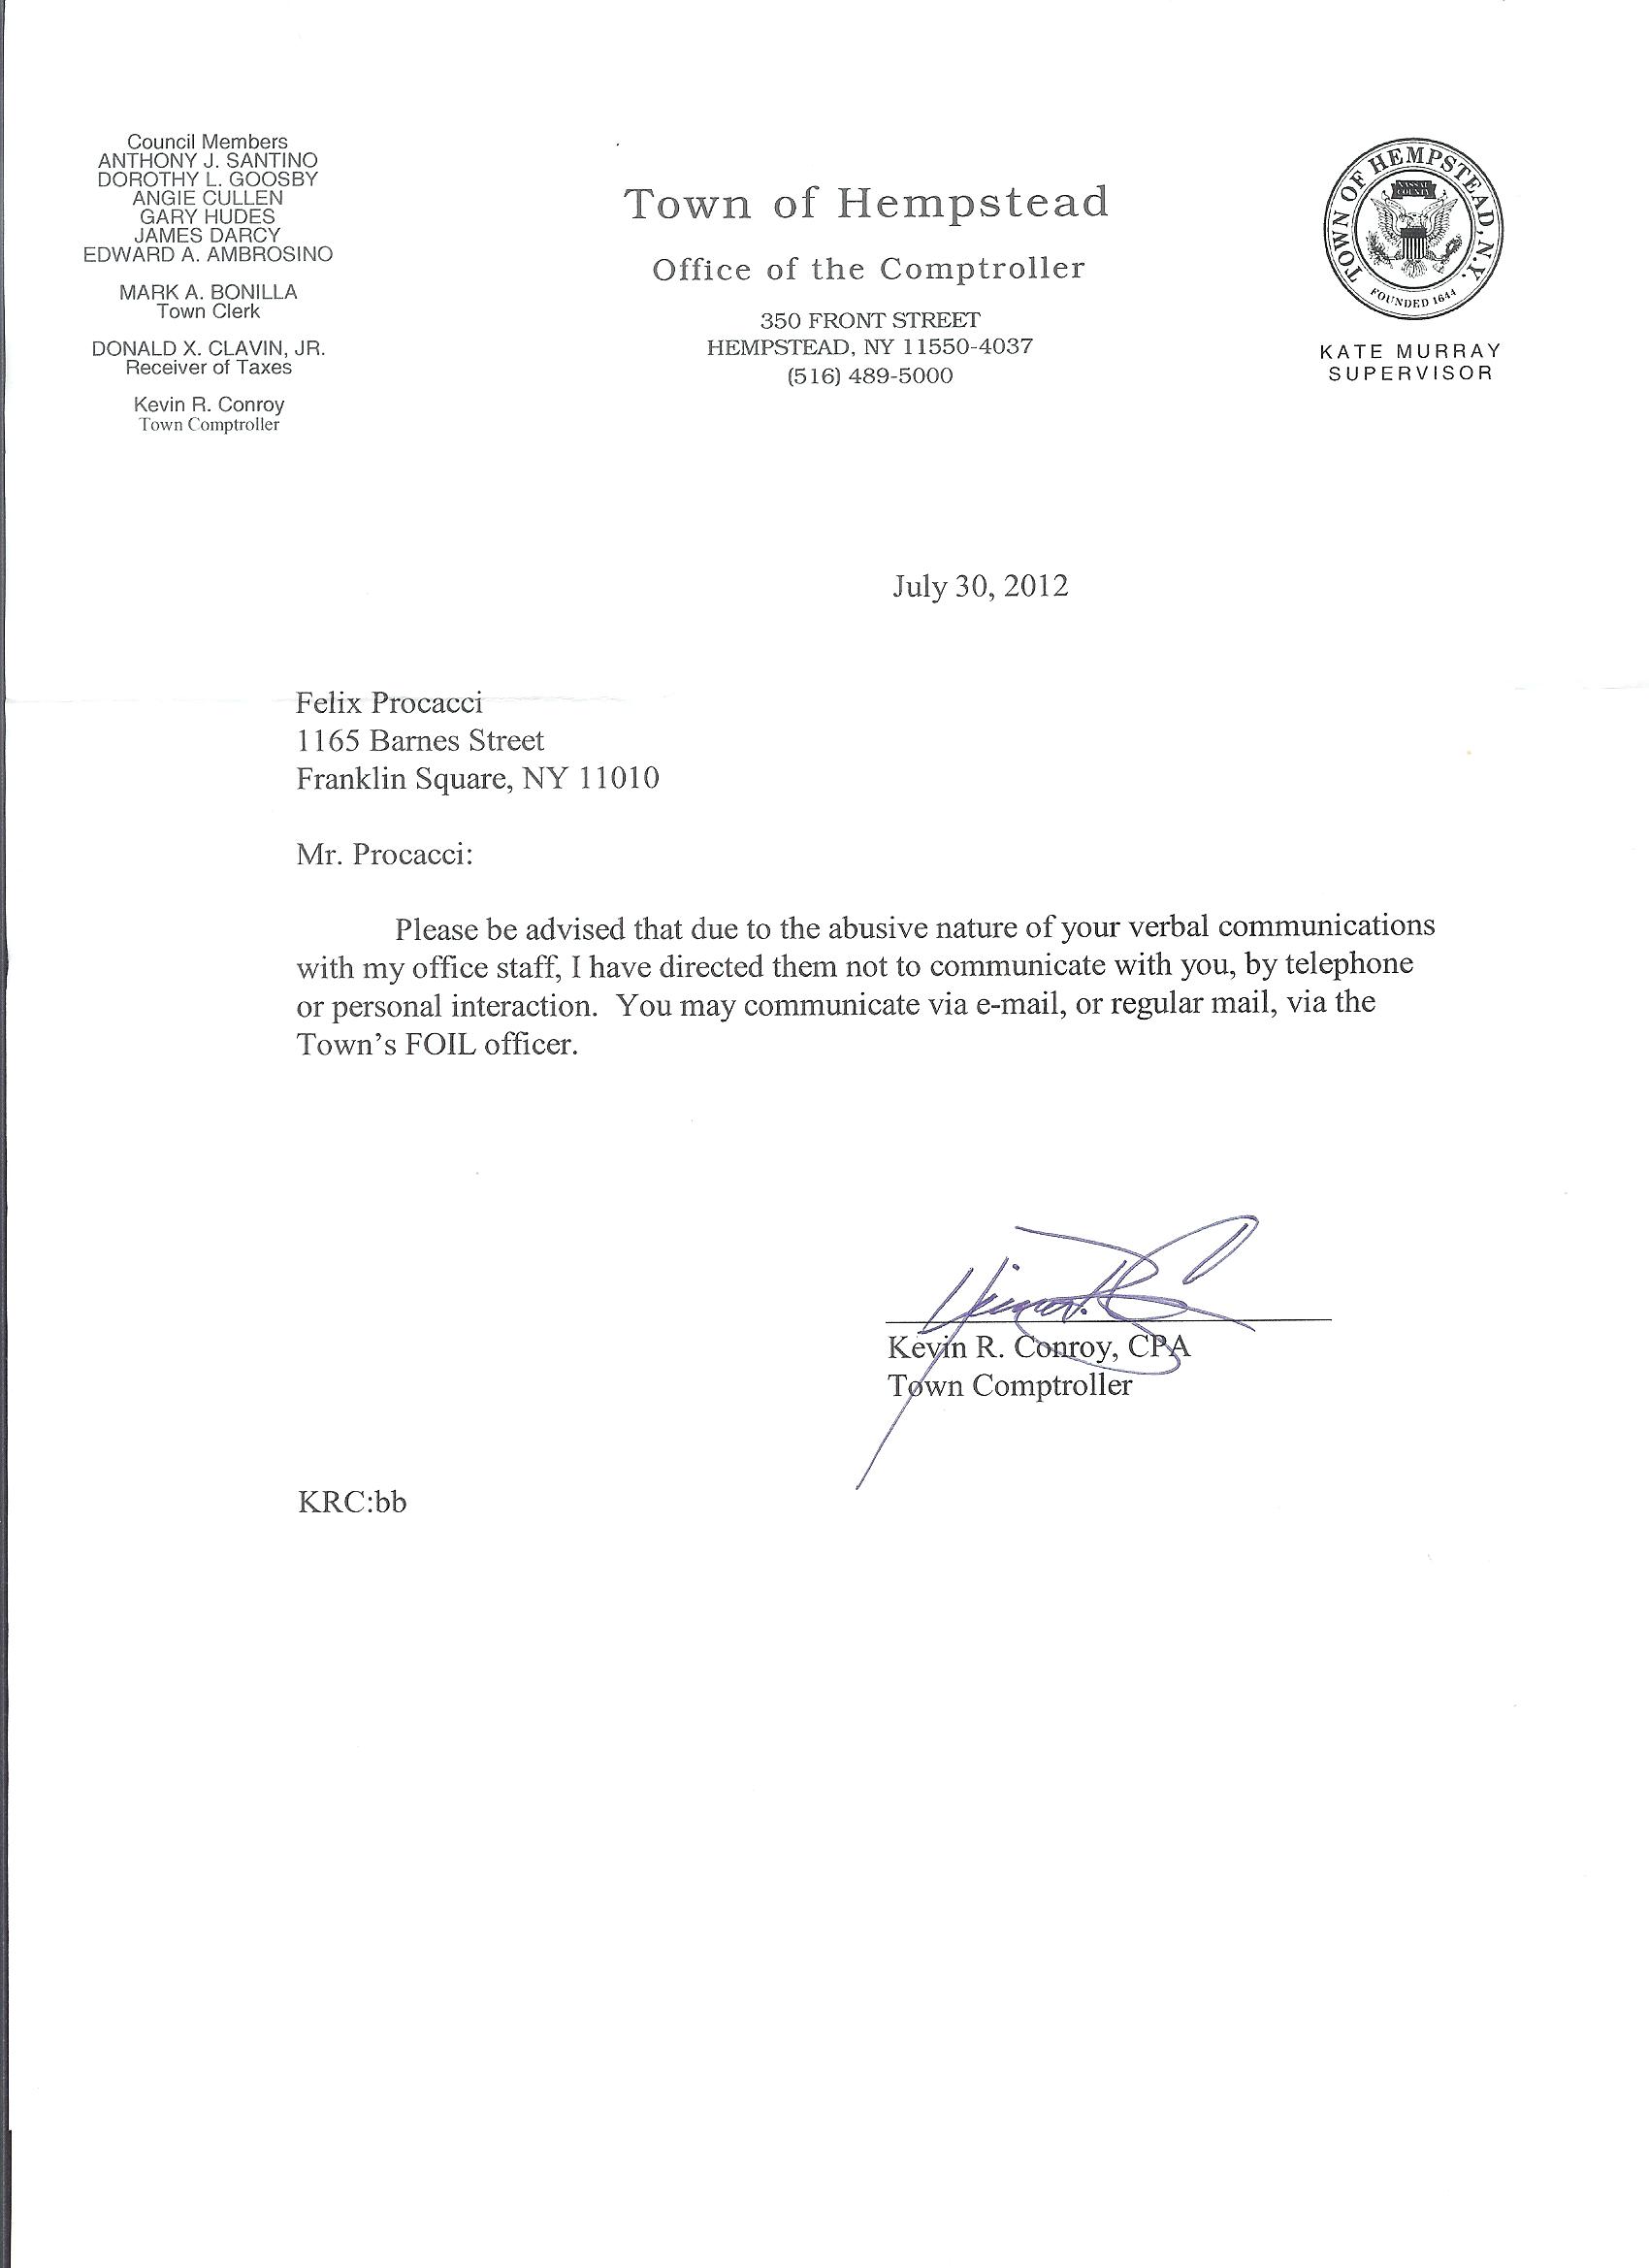 Council Members
ANTHONY J. SANTINO
DOROTHY L. GOOSBY
ANGIE CULLEN
GARY HUDES
JAMES DARCY
EDWARD A. AMBROSINO
MARK A. BONILLA
Town Clerk
DONALD X. CLAVIN, JR.
Receiver of Taxes
Kevin R. Conroy
Town Comptroller
Town of Hempstead
Office of the Comptroller
350 FRONT STREET
HEMPSTEAD, NY 11550-4037
(516) 489-5000
TOWN OF HEMPSTEAD, N.Y.
NASSAU
COUNTY
FOUNDED 1644
KATE MURRAY
SUPERVISOR
July 30, 2012
Felix Procacci
1165 Barnes Street
Franklin Square, NY 11010
Mr. Procacci:
Please be advised that due to the abusive nature of your verbal communications
with my office staff, I have directed them not to communicate with you, by telephone
or personal interaction.  You may communicate via e-mail, or regular mail, via the
Town's FOIL officer.
Kevin R. Conroy, CPA
Town Comptroller
KRC:bb